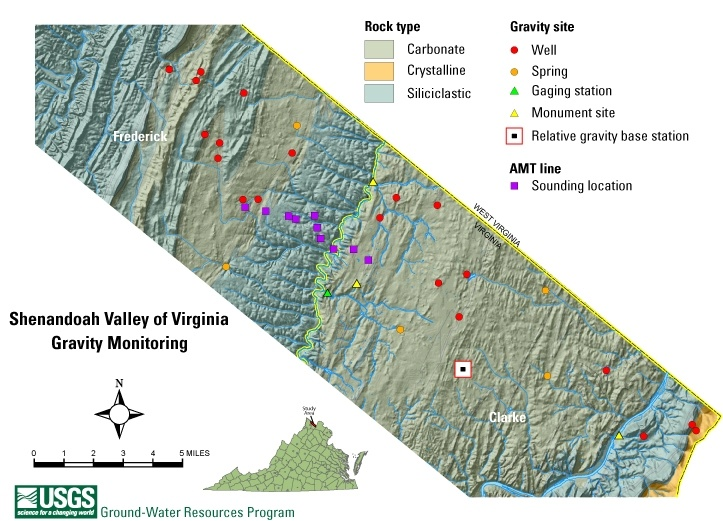 Rock type
Carbonate
Crystalline
Siliciclastic
Gravity site
Well
Spring
Gaging station
Monument site
Relative gravity base station
AMT line
Sounding location
Frederick
WEST VIRGINIA
VIRGINIA
Clarke
Shenandoah Valley of Virginia
Gravity Monitoring
N
0 1 2 3 4 5 MILES
Study
Area
USGS
science for a changing world
Ground-Water Resources Program